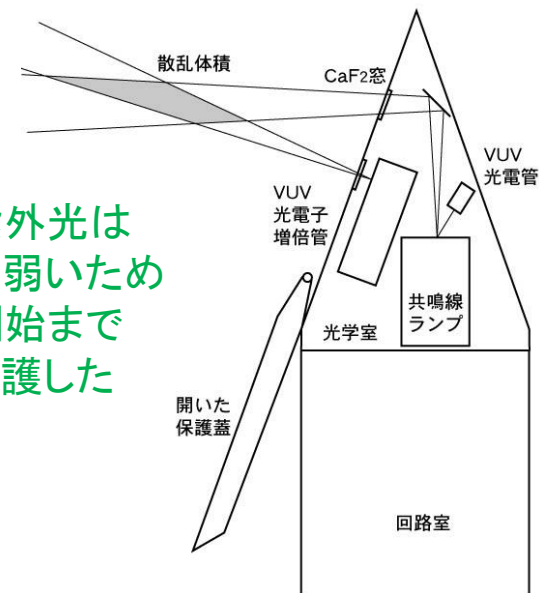 散乱体積
CaF2窓
VUV
光電管
VUV
光電子
増倍管
外光は
弱いため
始まで
護した
共鳴線
ランプ
光学室
開いた
保護蓋
回路室